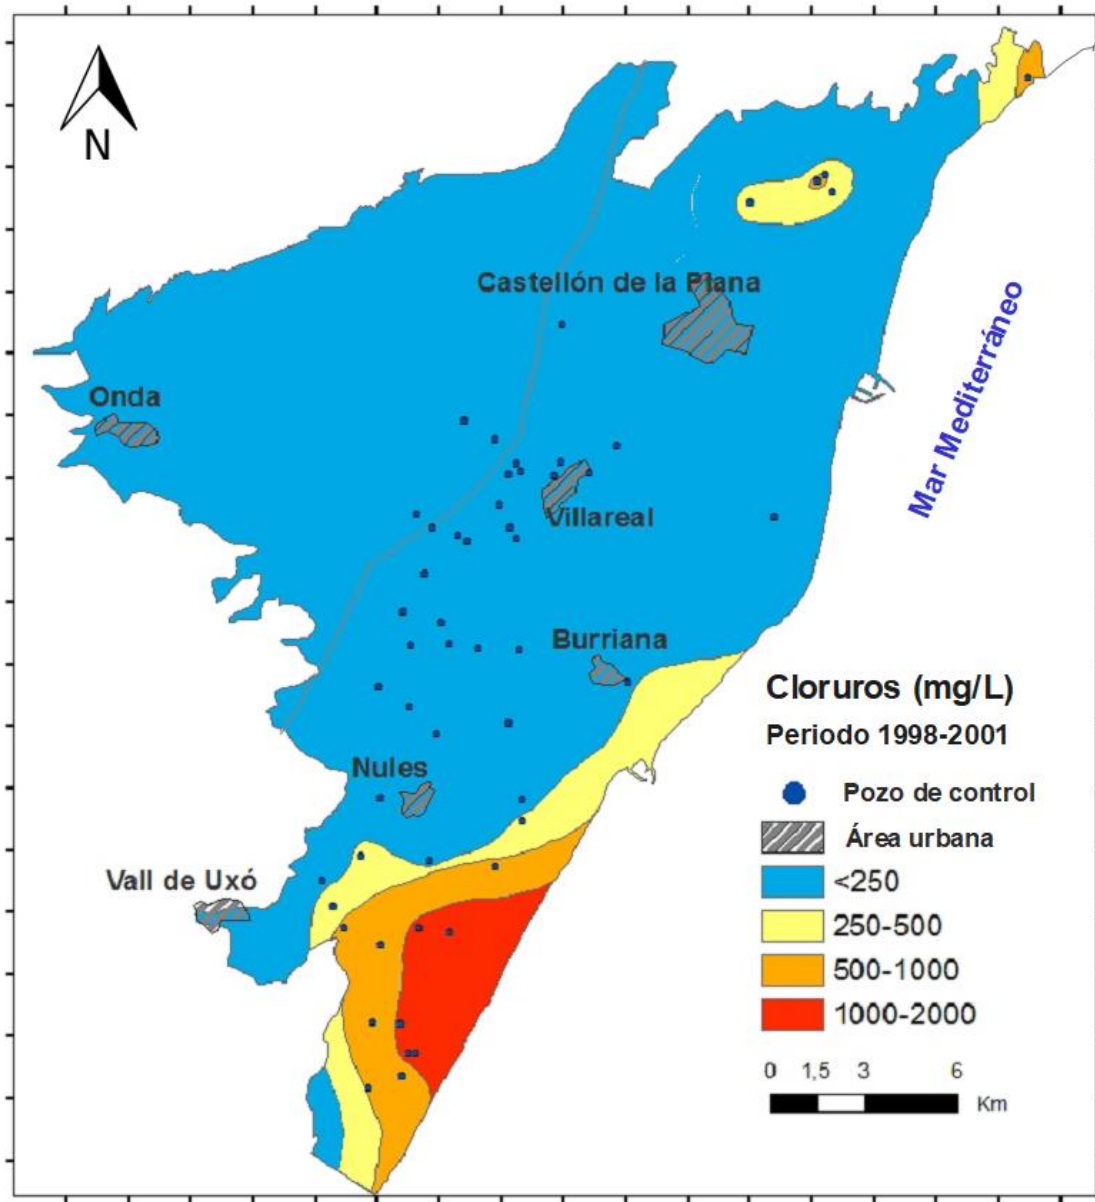 N
Castellón de la Plana
Onda
Mar Mediterráneo
Villareal
Burriana
Nules
Vall de Uxó
Cloruros (mg/L)
Periodo 1998-2001
Pozo de control
Área urbana
<250
250-500
500-1000
1000-2000
0 1,5 3 6
Km